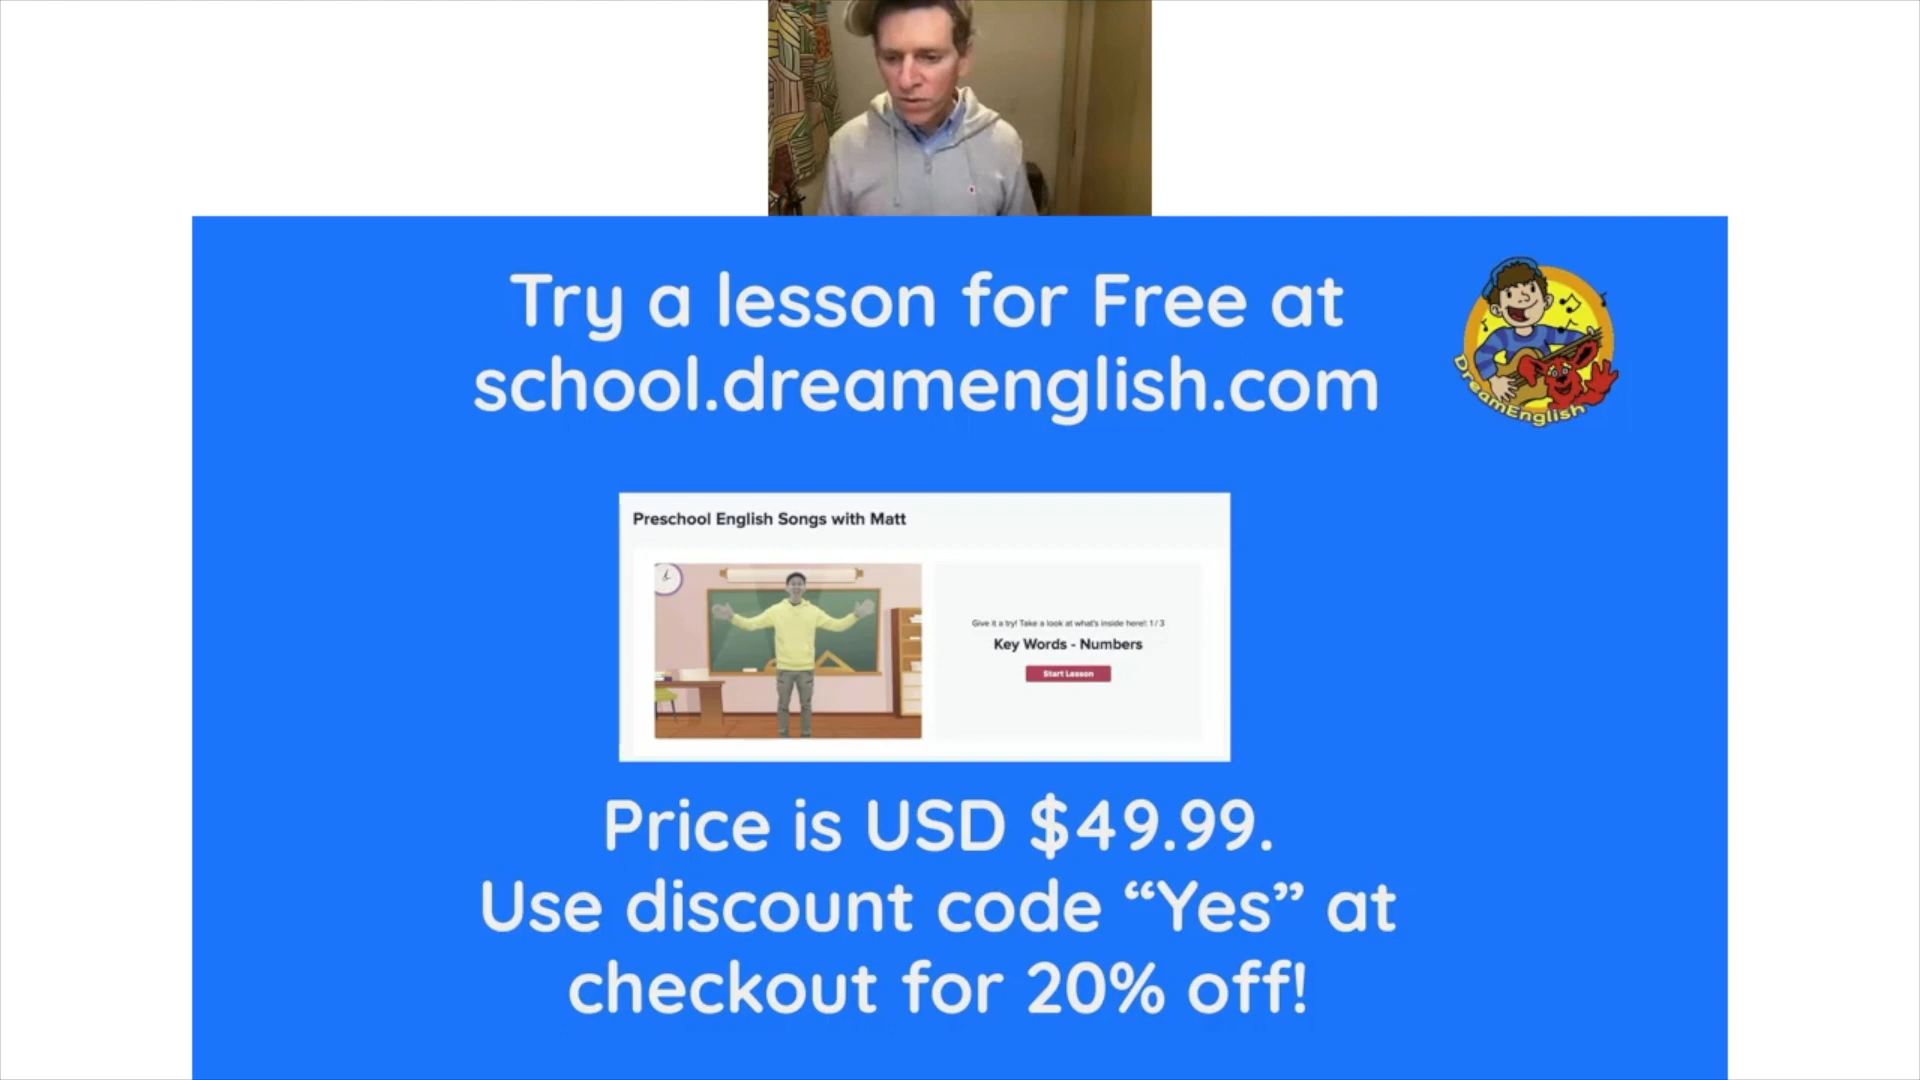 Try a lesson for Free at
school.dreamenglish.com
DreamEnglish
Preschool English Songs with Matt
Give it a try! Take a look at what's inside here!: 1 / 3
Key Words - Numbers
Start Lesson
Price is USD $49.99.
Use discount code “Yes” at
checkout for 20% off!